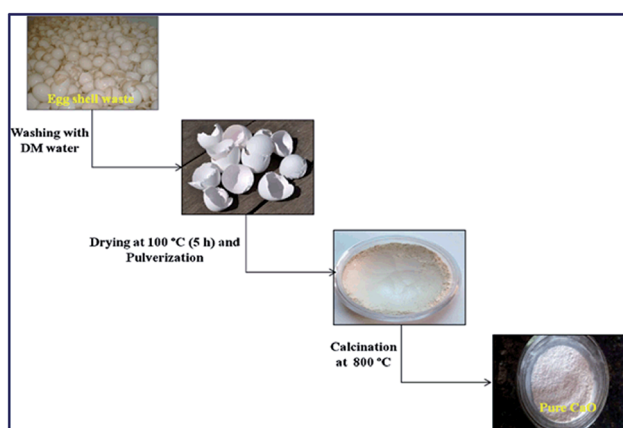 Egg shell waste
Washing with
DM water
Drying at 100 °C (5 h) and
Pulverization
Calcination
at 800 °C
Pure CaO